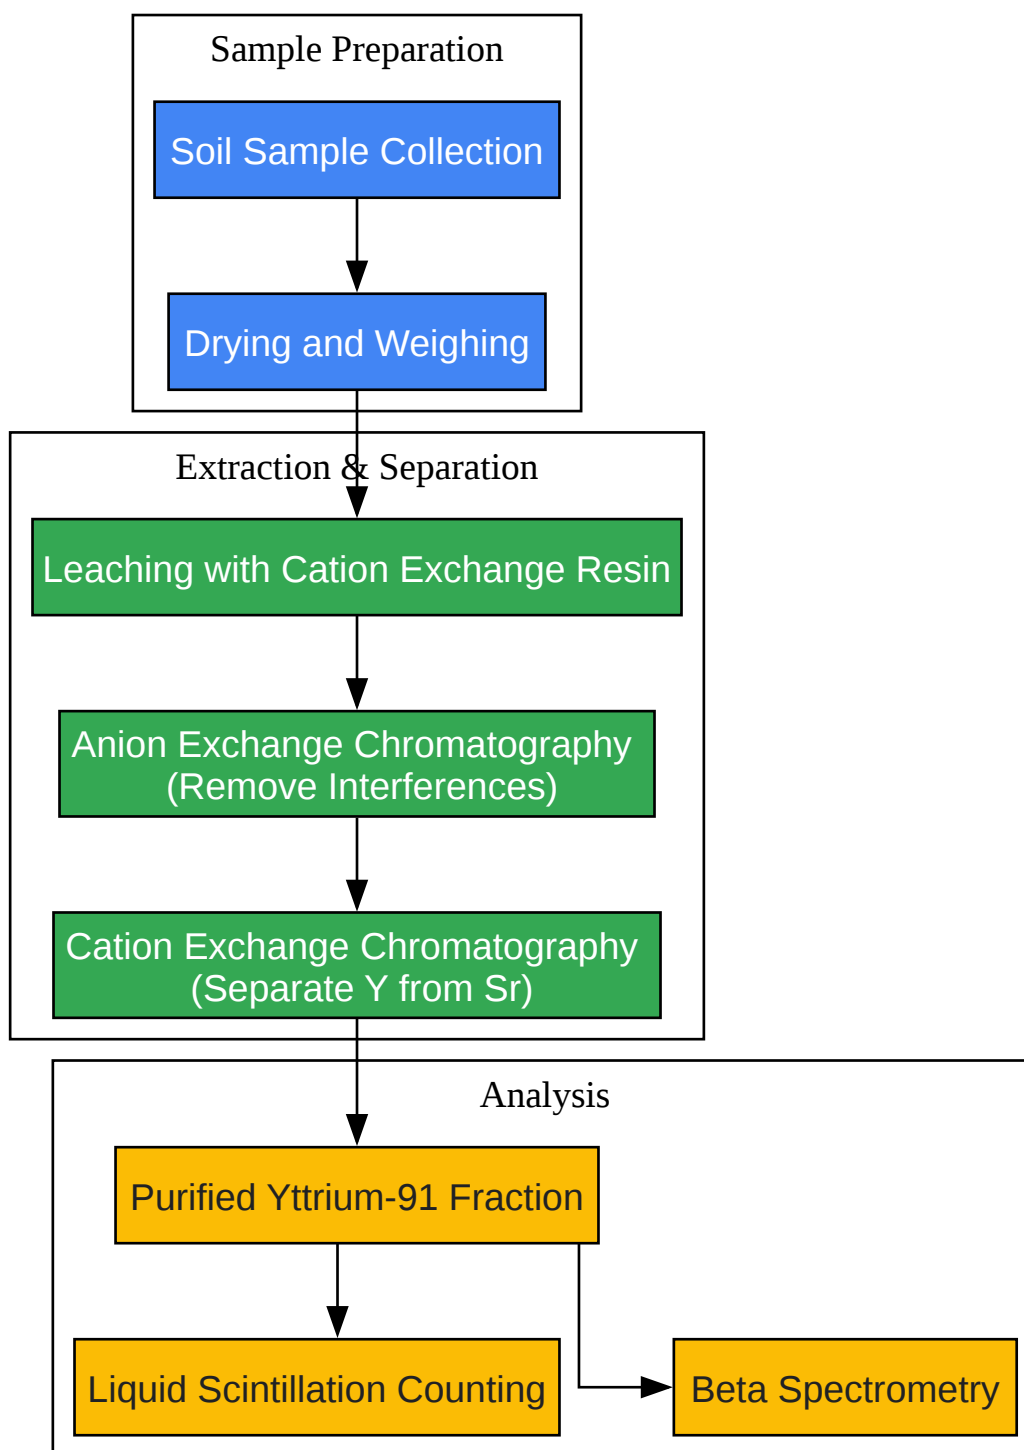 Sample Preparation
Soil Sample Collection
Drying and Weighing
Extraction & Separation
Leaching with Cation Exchange Resin
Anion Exchange Chromatography
(Remove Interferences)
Cation Exchange Chromatography
(Separate Y from Sr)
Analysis
Purified Yttrium-91 Fraction
Liquid Scintillation Counting
Beta Spectrometry